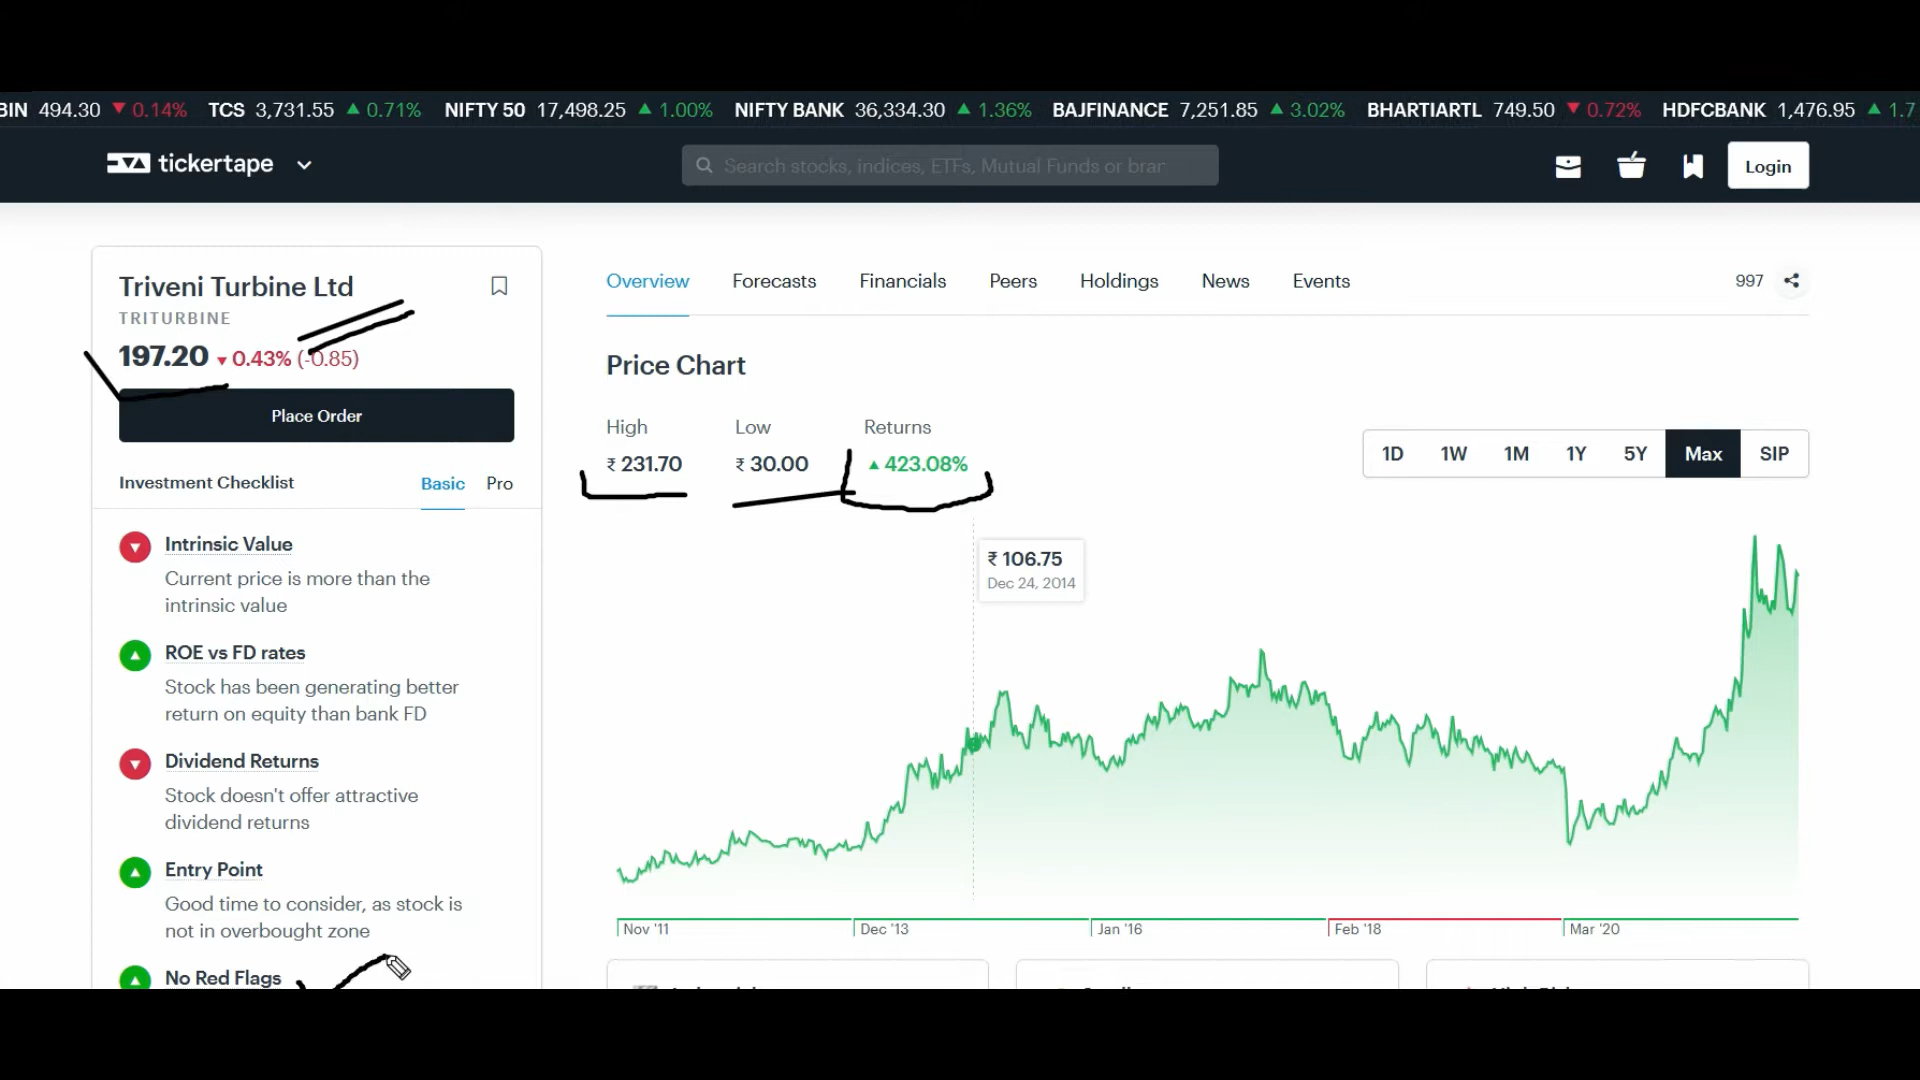 BIN 494.30 ▼ 0.14% TCS 3,731.55 ▲ 0.71% NIFTY 50 17,498.25 ▲ 1.00% NIFTY BANK 36,334.30 ▲ 1.36% BAJFINANCE 7,251.85 ▲ 3.02% BHARTIARTL 749.50 ▼ 0.72% HDFCBANK 1,476.95 ▲ 1.7
tickertape
Search stocks, indices, ETFs, Mutual Funds or brar
Login
Triveni Turbine Ltd
TRITURBINE
197.20 ▼ 0.43% (-0.85)
Place Order
Investment Checklist Basic Pro
Intrinsic Value
Current price is more than the
intrinsic value
ROE vs FD rates
Stock has been generating better
return on equity than bank FD
Dividend Returns
Stock doesn't offer attractive
dividend returns
Entry Point
Good time to consider, as stock is
not in overbought zone
No Red Flags
Overview Forecasts Financials Peers Holdings News Events 997
Price Chart
High Low Returns
₹ 231.70 ₹ 30.00 ▲ 423.08%
1D 1W 1M 1Y 5Y Max SIP
₹ 106.75
Dec 24, 2014
Nov '11 Dec '13 Jan '16 Feb '18 Mar '20